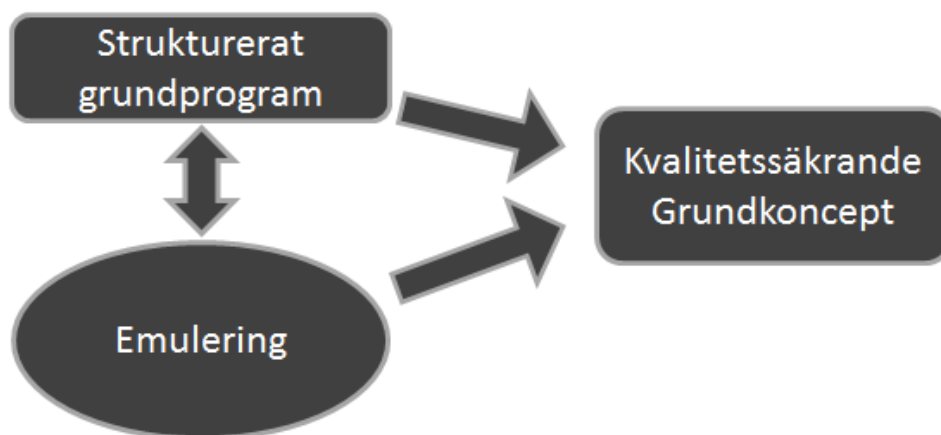 Strukturerat
grundprogram
Kvalitetssäkrande
Grundkoncept
Emulering